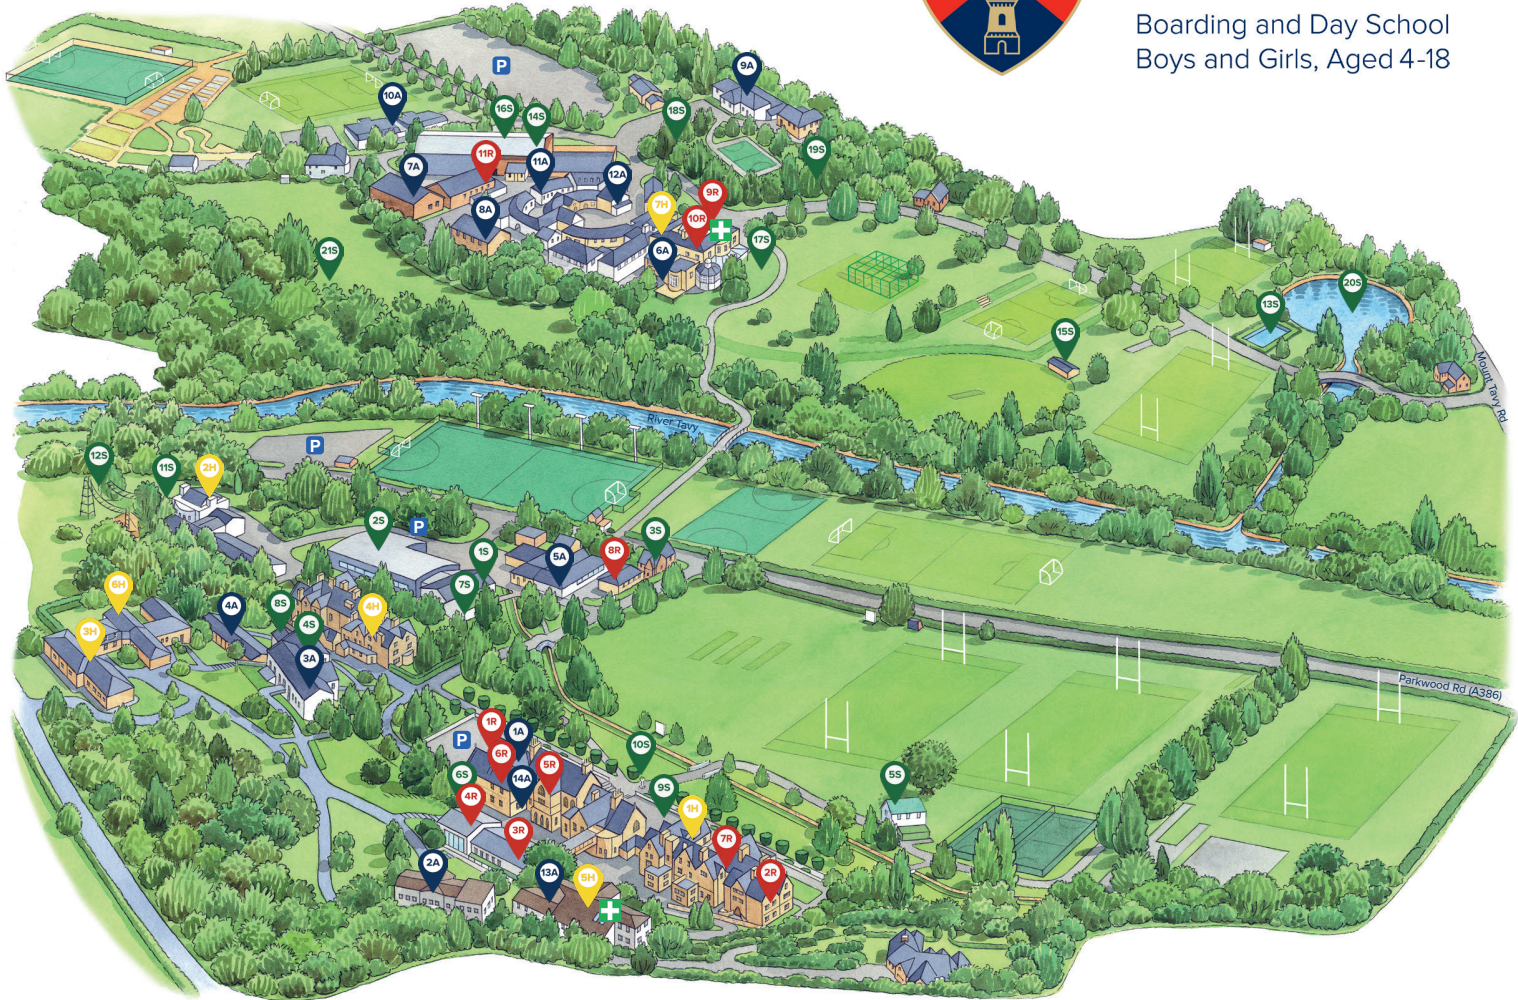 Boarding and Day School
Boys and Girls, Aged 4-18
P
9A
10A
16S
14S
18S
19S
11R
7A
11A
12A
9R
7H
8A
10R
17S
6A
21S
20S
13S
15S
Mount Tavy Rd
River Tavy
P
12S
11S
2H
2S
P
3S
1S
5A
8R
7S
6H
4A
8S
4H
4S
3H
3A
Parkwood Rd (A386)
1R
1A
P
10S
6R
5R
6S
14A
5S
4R
9S
1H
3R
7R
2A
13A
5H
2R